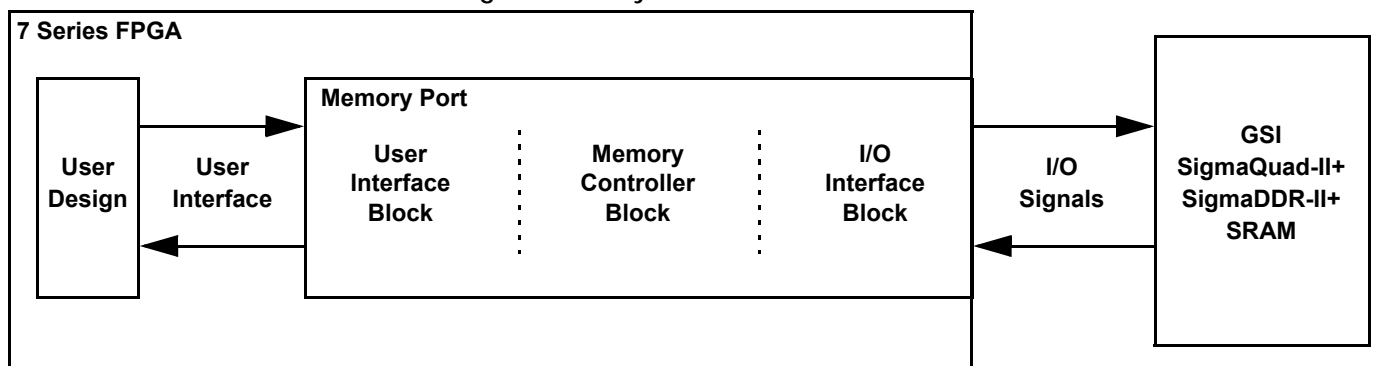 7 Series FPGA
Memory Port
User
Design
User
Interface
User
Interface
Block
Memory
Controller
Block
I/O
Interface
Block
I/O
Signals
GSI
SigmaQuad-II+
SigmaDDR-II+
SRAM